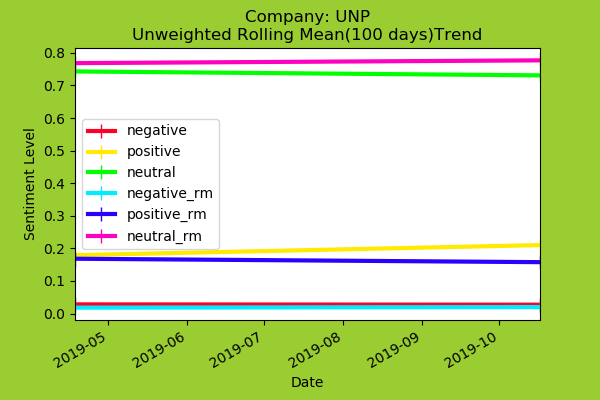 Company: UNP
Unweighted Rolling Mean(100 days)Trend
Sentiment Level
0.8
0.7
0.6
0.5
0.4
0.3
0.2
0.1
0.0
negative
positive
neutral
negative_rm
positive_rm
neutral_rm
2019-05
2019-06
2019-07
2019-08
2019-09
2019-10
Date